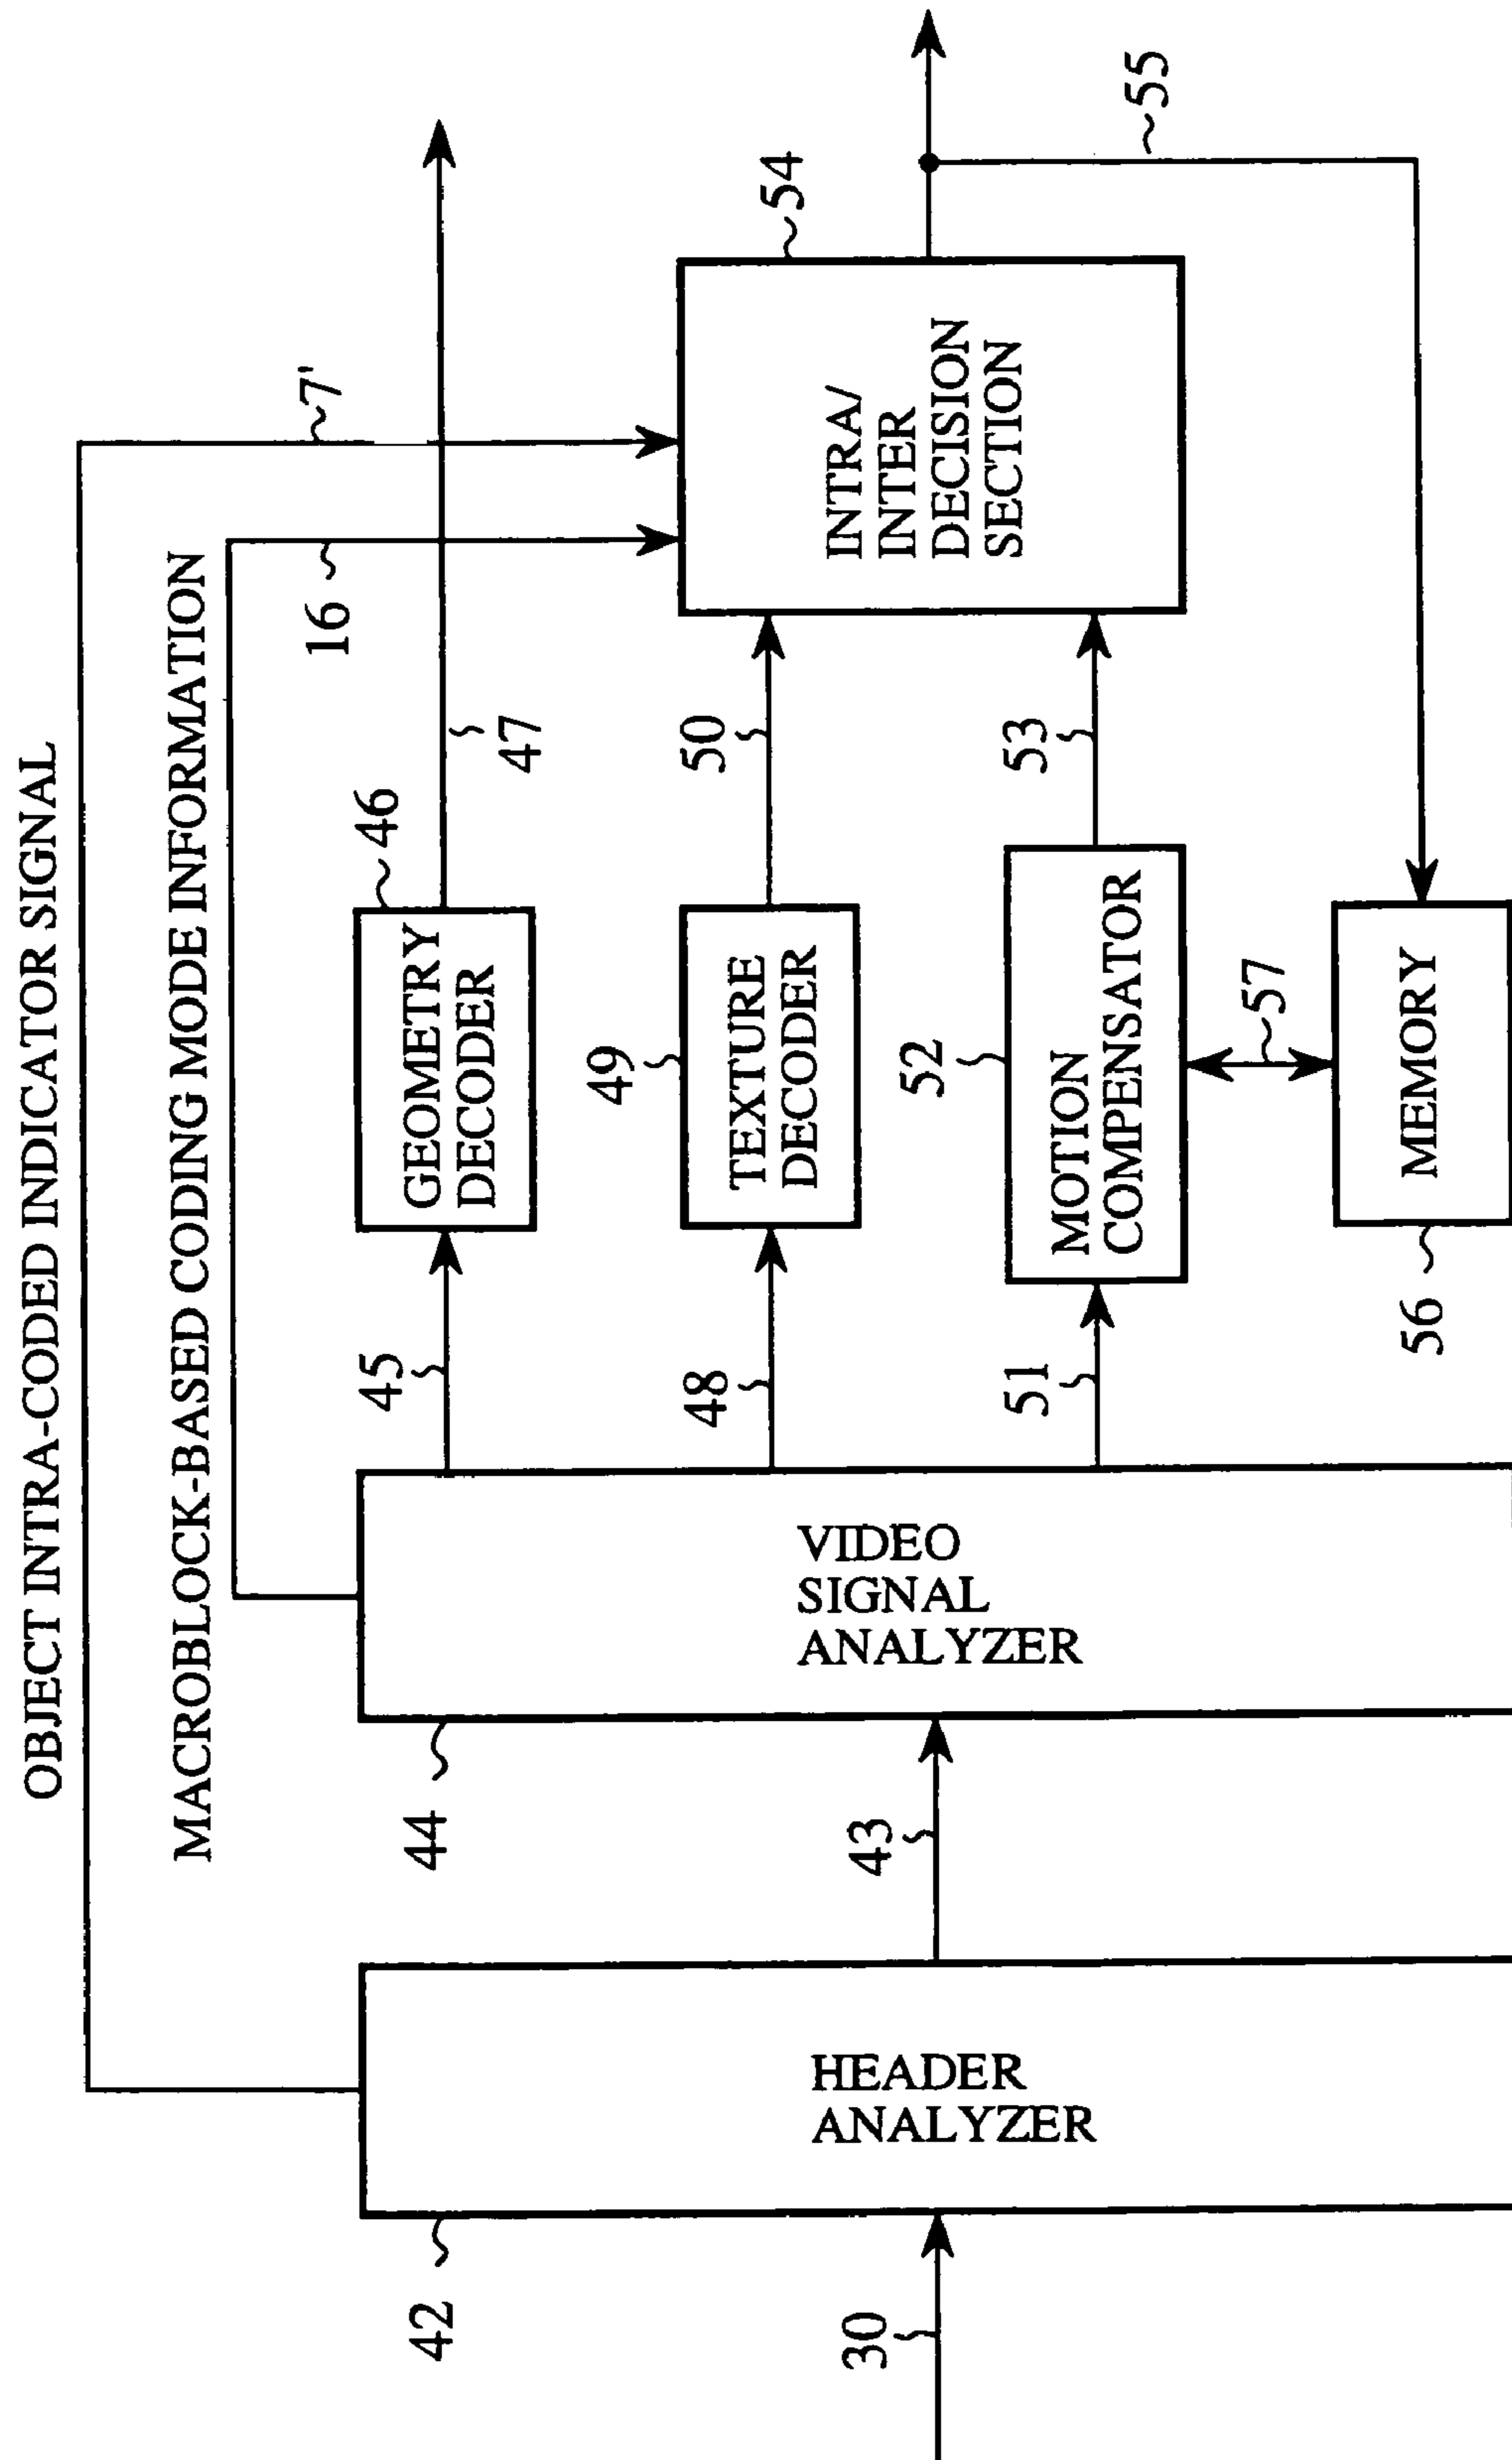 OBJECT INTRA-CODED INDICATOR SIGNAL
MACROBLOCK-BASED CODING MODE INFORMATION
7'
16
42
44
45
46
GEOMETRY
DECODER
47
48
49
TEXTURE
DECODER
50
54
INTRA/
INTER
DECISION
SECTION
30
HEADER
ANALYZER
43
VIDEO
SIGNAL
ANALYZER
51
52
MOTION
COMPENSATOR
53
55
57
56
MEMORY